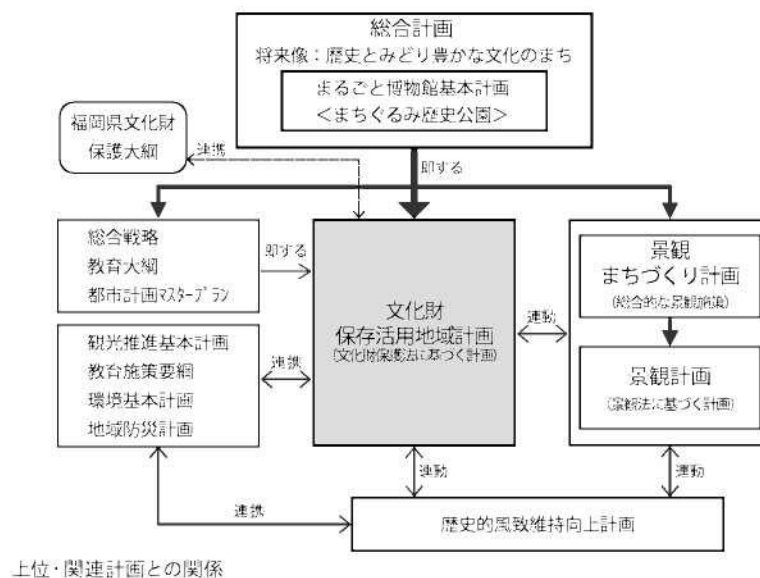 総合計画
将来像：歴史とみどり豊かな文化のまち
まるごと博物館基本計画
＜まちぐるみ歴史公園＞
福岡県文化財
保護大綱
連携
即する
総合戦略
教育大綱
都市計画マスタープラン
即する
文化財
保存活用地域計画
(文化財保護法に基づく計画)
連動
景観
まちづくり計画
(総合的な景観施策)
景観計画
(景観法に基づく計画)
観光推進基本計画
教育施策要綱
環境基本計画
地域防災計画
連携
連動
連動
連携
歴史的風致維持向上計画
上位・関連計画との関係